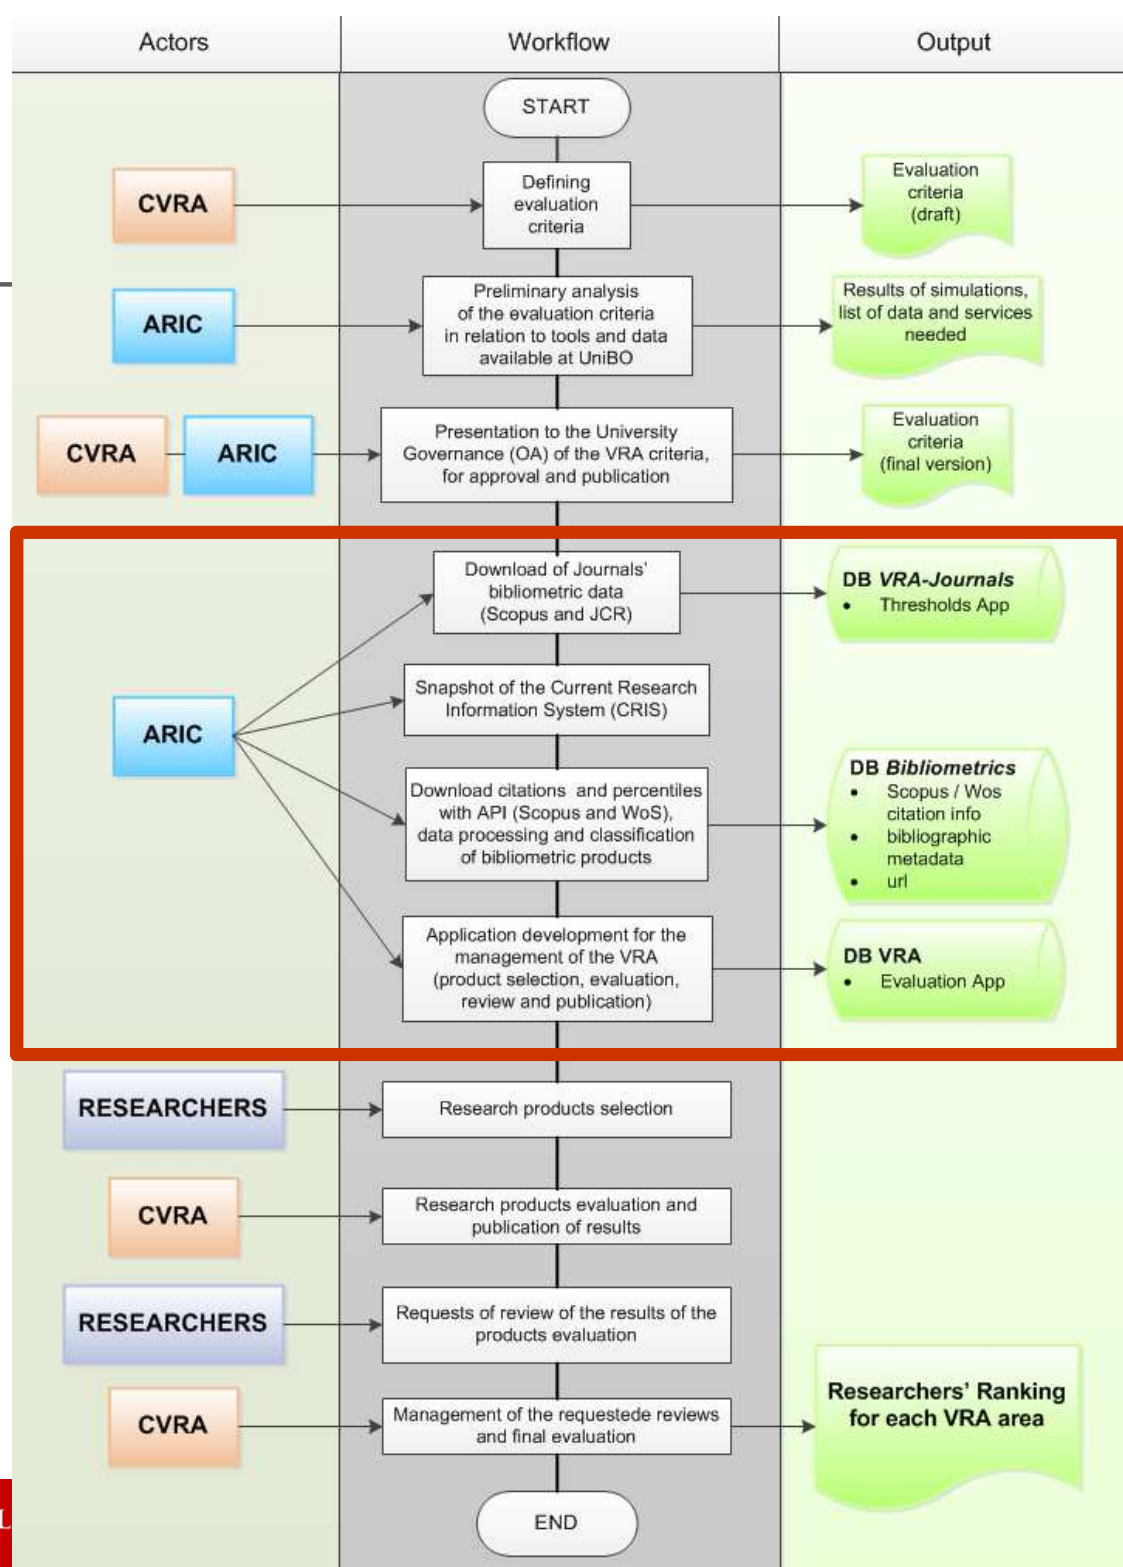 Actors
Workflow
Output
START
CVRA
Defining
evaluation
criteria
Evaluation
criteria
(draft)
ARIC
Preliminary analysis
of the evaluation criteria
in relation to tools and data
available at UniBO
Results of simulations,
list of data and services
needed
CVRA
ARIC
Presentation to the University
Governance (OA) of the VRA criteria,
for approval and publication
Evaluation
criteria
(final version)
ARIC
Download of Journals'
bibliometric data
(Scopus and JCR)
DB VRA-Journals
• Thresholds App
Snapshot of the Current Research
Information System (CRIS)
Download citations and percentiles
with API (Scopus and WoS),
data processing and classification
of bibliometric products
DB Bibliometrics
• Scopus / Wos
citation info
• bibliographic
metadata
• url
Application development for the
management of the VRA
(product selection, evaluation,
review and publication)
DB VRA
• Evaluation App
RESEARCHERS
Research products selection
CVRA
Research products evaluation and
publication of results
RESEARCHERS
Requests of review of the results of the
products evaluation
CVRA
Management of the requestede reviews
and final evaluation
Researchers' Ranking
for each VRA area
END
L